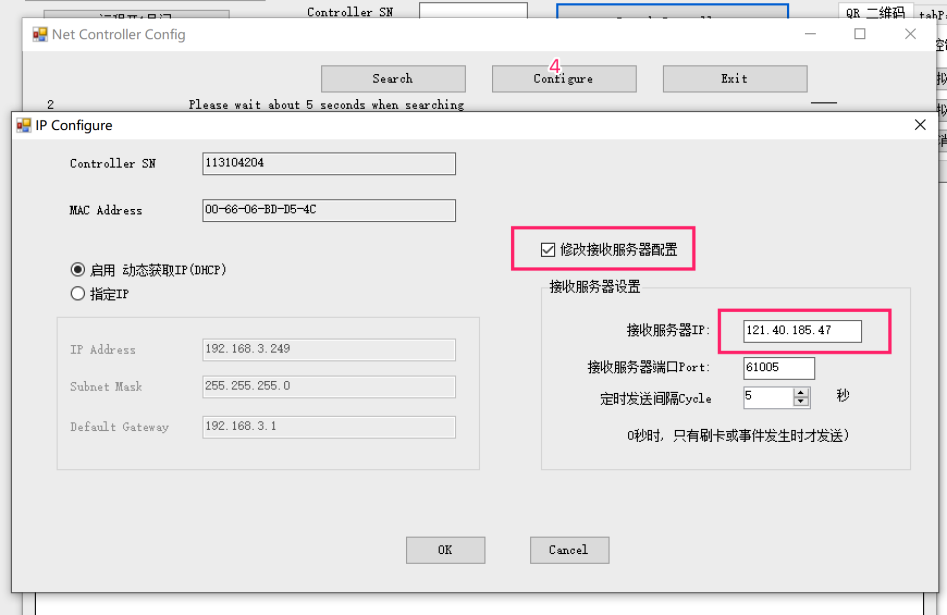 Controller SN
QR 二维码
tabPa
Net Controller Config
4
Search
Configure
Exit
2
Please wait about 5 seconds when searching
IP Configure
Controller SN
113104204
MAC Address
00-66-06-BD-D5-4C
修改接收服务器配置
启用 动态获取IP(DHCP)
指定IP
接收服务器设置
接收服务器IP:
121.40.185.47
IP Address
192.168.3.249
接收服务器端口Port:
61005
Subnet Mask
255.255.255.0
定时发送间隔Cycle
5
秒
Default Gateway
192.168.3.1
0秒时, 只有刷卡或事件发生时才发送)
OK
Cancel